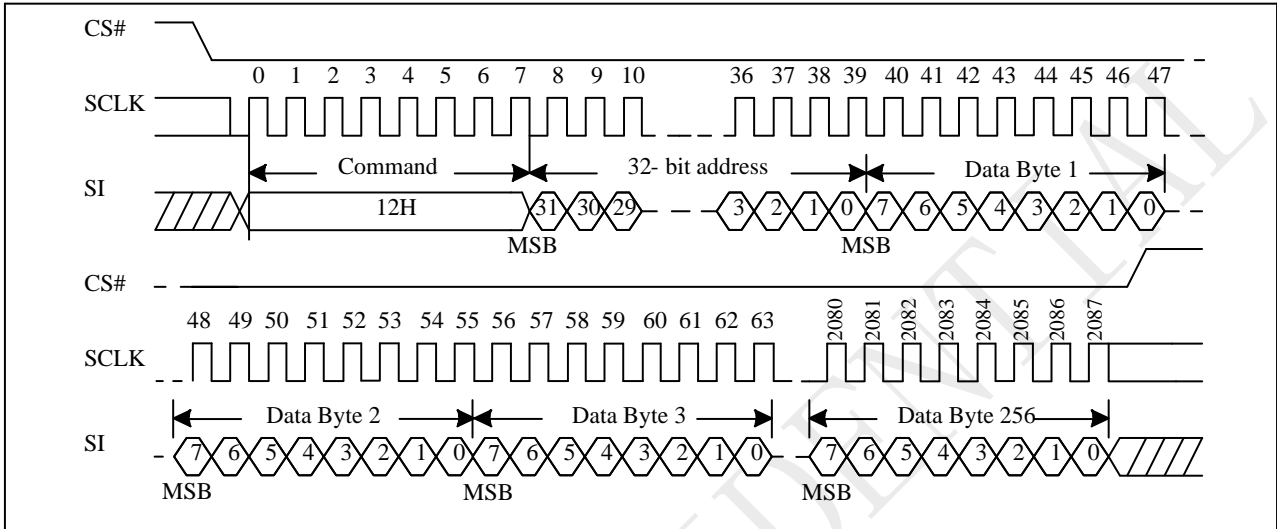 CS#
0 1 2 3 4 5 6 7 8 9 10 36 37 38 39 40 41 42 43 44 45 46 47
SCLK
Command 32- bit address Data Byte 1
SI
12H 31 30 29 3 2 1 0 7 6 5 4 3 2 1 0
MSB MSB
CS#
48 49 50 51 52 53 54 55 56 57 58 59 60 61 62 63 2080 2081 2082 2083 2084 2085 2086 2087
SCLK
Data Byte 2 Data Byte 3 Data Byte 256
SI
7 6 5 4 3 2 1 0 7 6 5 4 3 2 1 0 7 6 5 4 3 2 1 0
MSB MSB MSB
DENTIAL